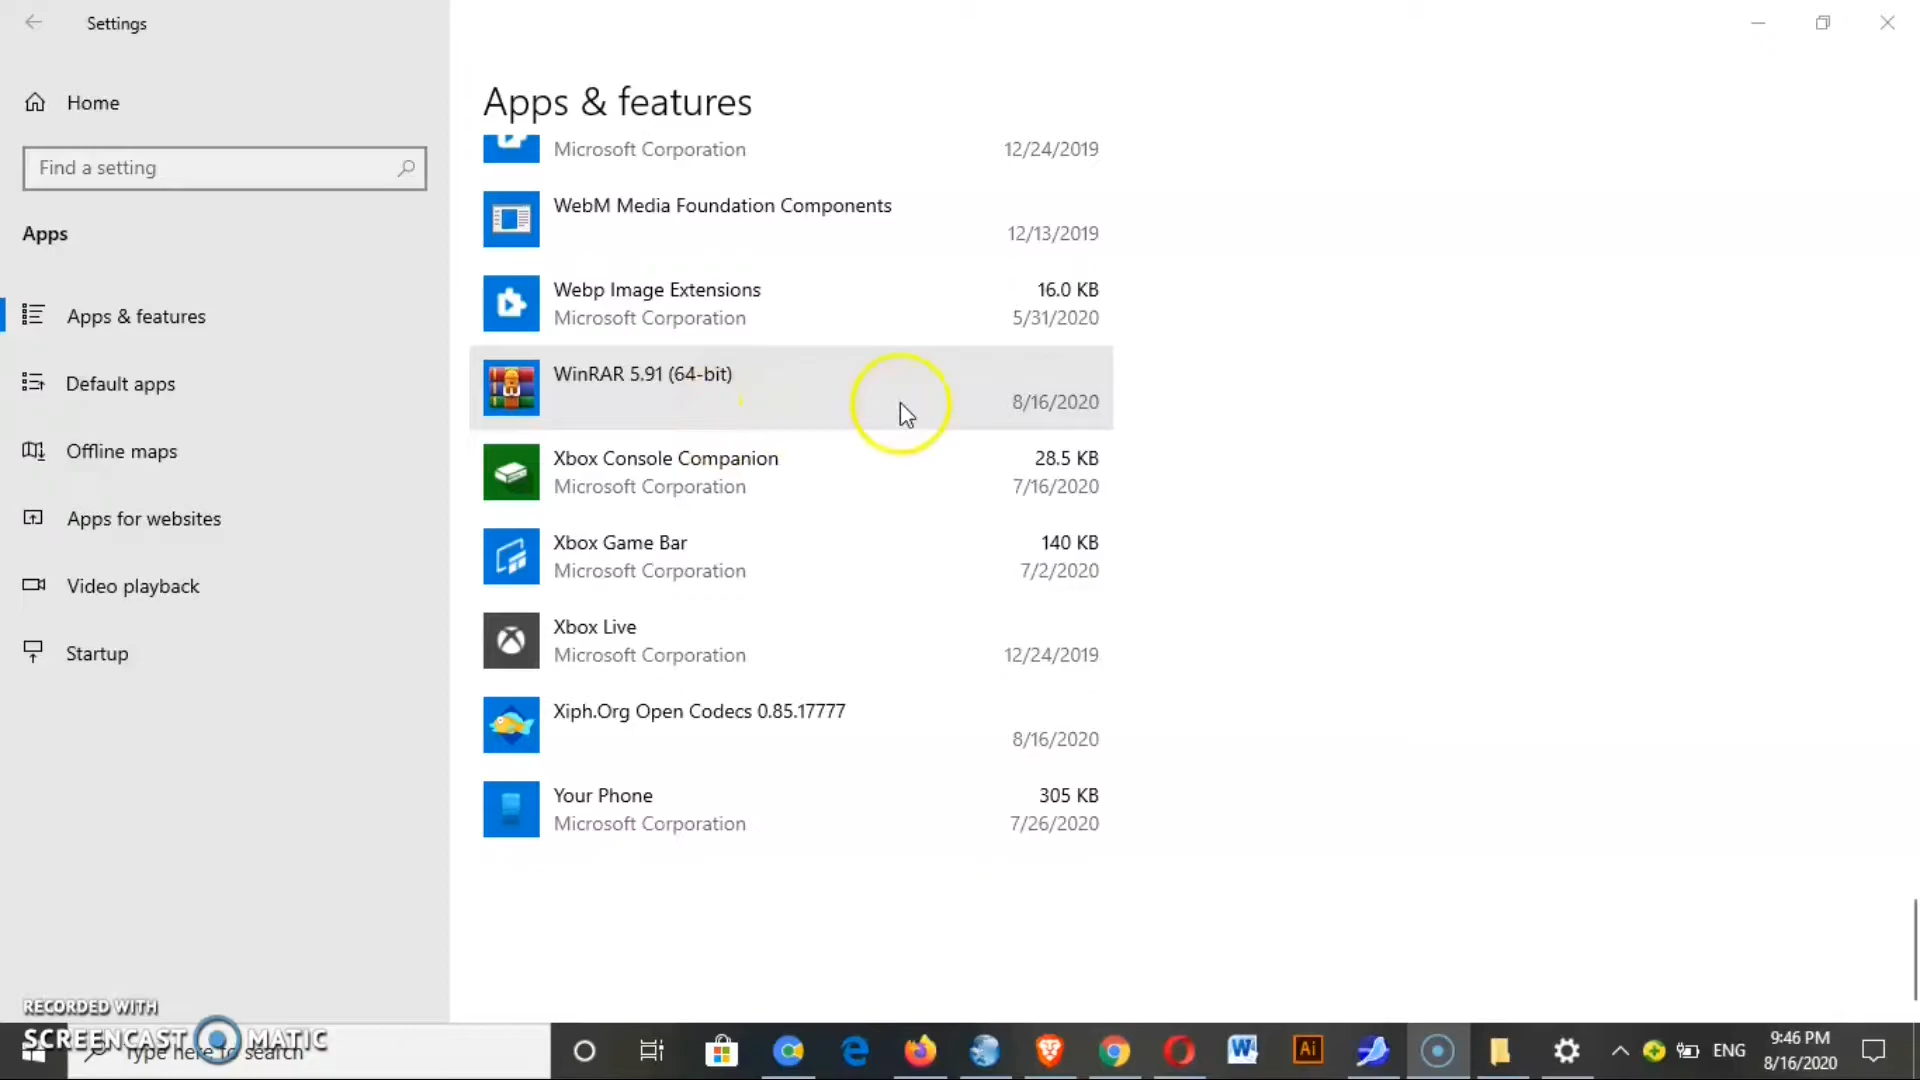 Settings
Home
Find a setting
Apps
Apps & features
Default apps
Offline maps
Apps for websites
Video playback
Startup
Apps & features
Microsoft Corporation 12/24/2019
WebM Media Foundation Components
12/13/2019
Webp Image Extensions 16.0 KB
Microsoft Corporation 5/31/2020
WinRAR 5.91 (64-bit)
8/16/2020
Xbox Console Companion 28.5 KB
Microsoft Corporation 7/16/2020
Xbox Game Bar 140 KB
Microsoft Corporation 7/2/2020
Xbox Live
Microsoft Corporation 12/24/2019
Xiph.Org Open Codecs 0.85.17777
8/16/2020
Your Phone 305 KB
Microsoft Corporation 7/26/2020
RECORDED WITH
SCREENCAST MATIC
Type here to search
W
Ai
ENG
9:46 PM
8/16/2020